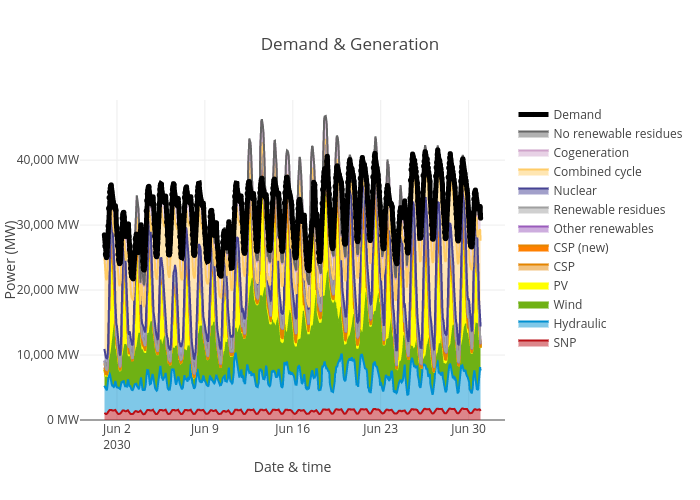 Demand & Generation
Power (MW)
40,000 MW
30,000 MW
20,000 MW
10,000 MW
0 MW
Jun 2
2030
Jun 9
Jun 16
Jun 23
Jun 30
Date & time
Demand
No renewable residues
Cogeneration
Combined cycle
Nuclear
Renewable residues
Other renewables
CSP (new)
CSP
PV
Wind
Hydraulic
SNP